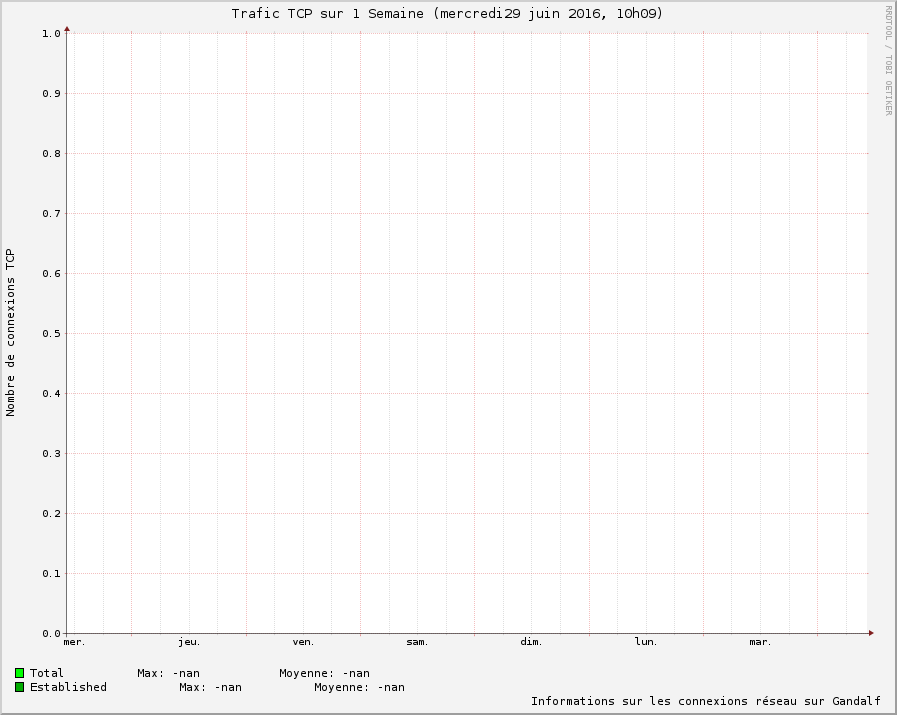 Trafic TCP sur 1 Semaine (mercredi29 juin 2016, 10h09)
RRDTOOL / TOBI OETIKER
Nombre de connexions TCP
1.0
0.9
0.8
0.7
0.6
0.5
0.4
0.3
0.2
0.1
0.0
mer. jeu. ven. sam. dim. lun. mar.
Total Max: -nan Moyenne: -nan
Established Max: -nan Moyenne: -nan
Informations sur les connexions réseau sur Gandalf